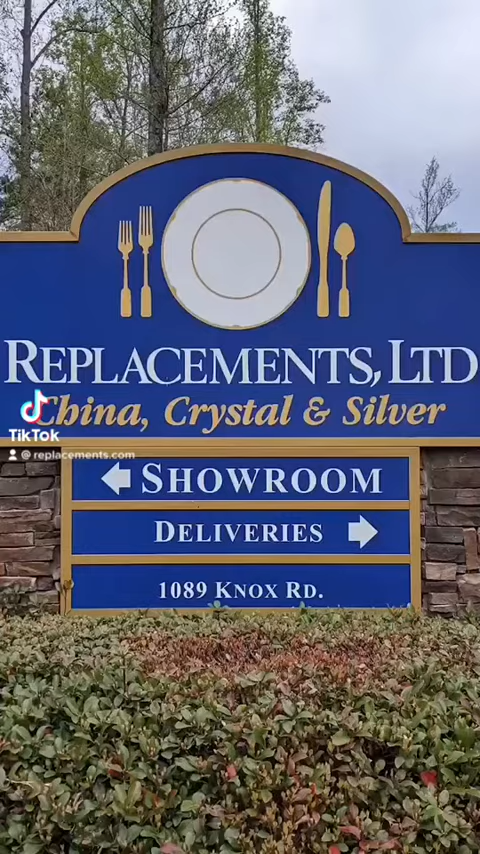 REPLACEMENTS, LTD
China, Crystal & Silver
TikTok
@replacements.com
SHOWROOM
DELIVERIES
1089 KNOX RD.